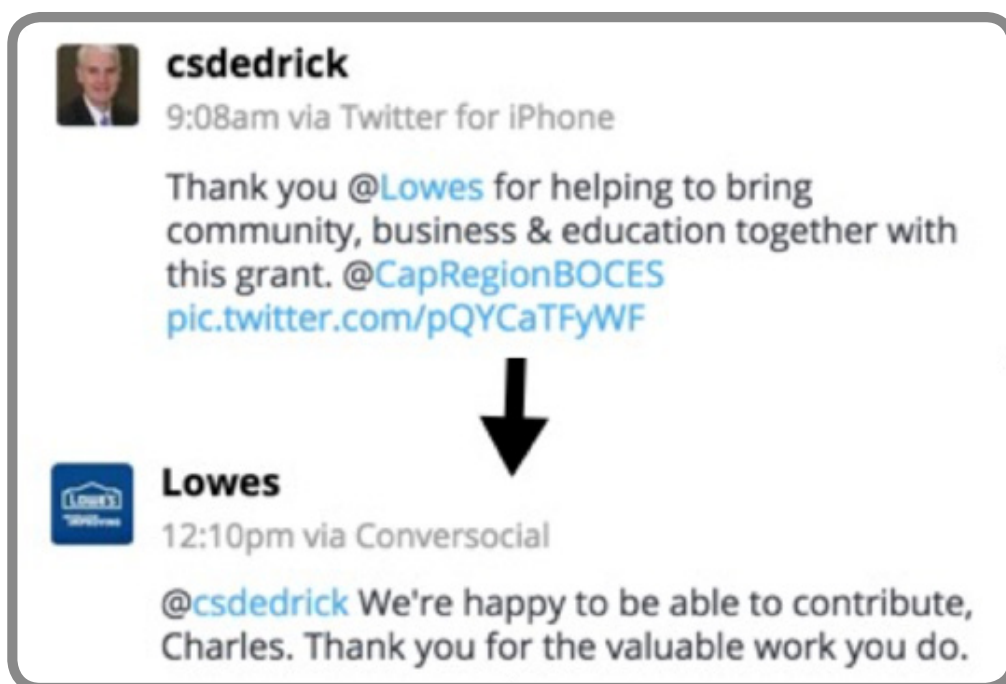 csdedrick
9:08am via Twitter for iPhone
Thank you @Lowes for helping to bring
community, business & education together with
this grant. @CapRegionBOCES
pic.twitter.com/pQYCaTFyWF
Lowes
12:10pm via Conversocial
LOWE'S
IMPROVING
@csdedrick We're happy to be able to contribute,
Charles. Thank you for the valuable work you do.